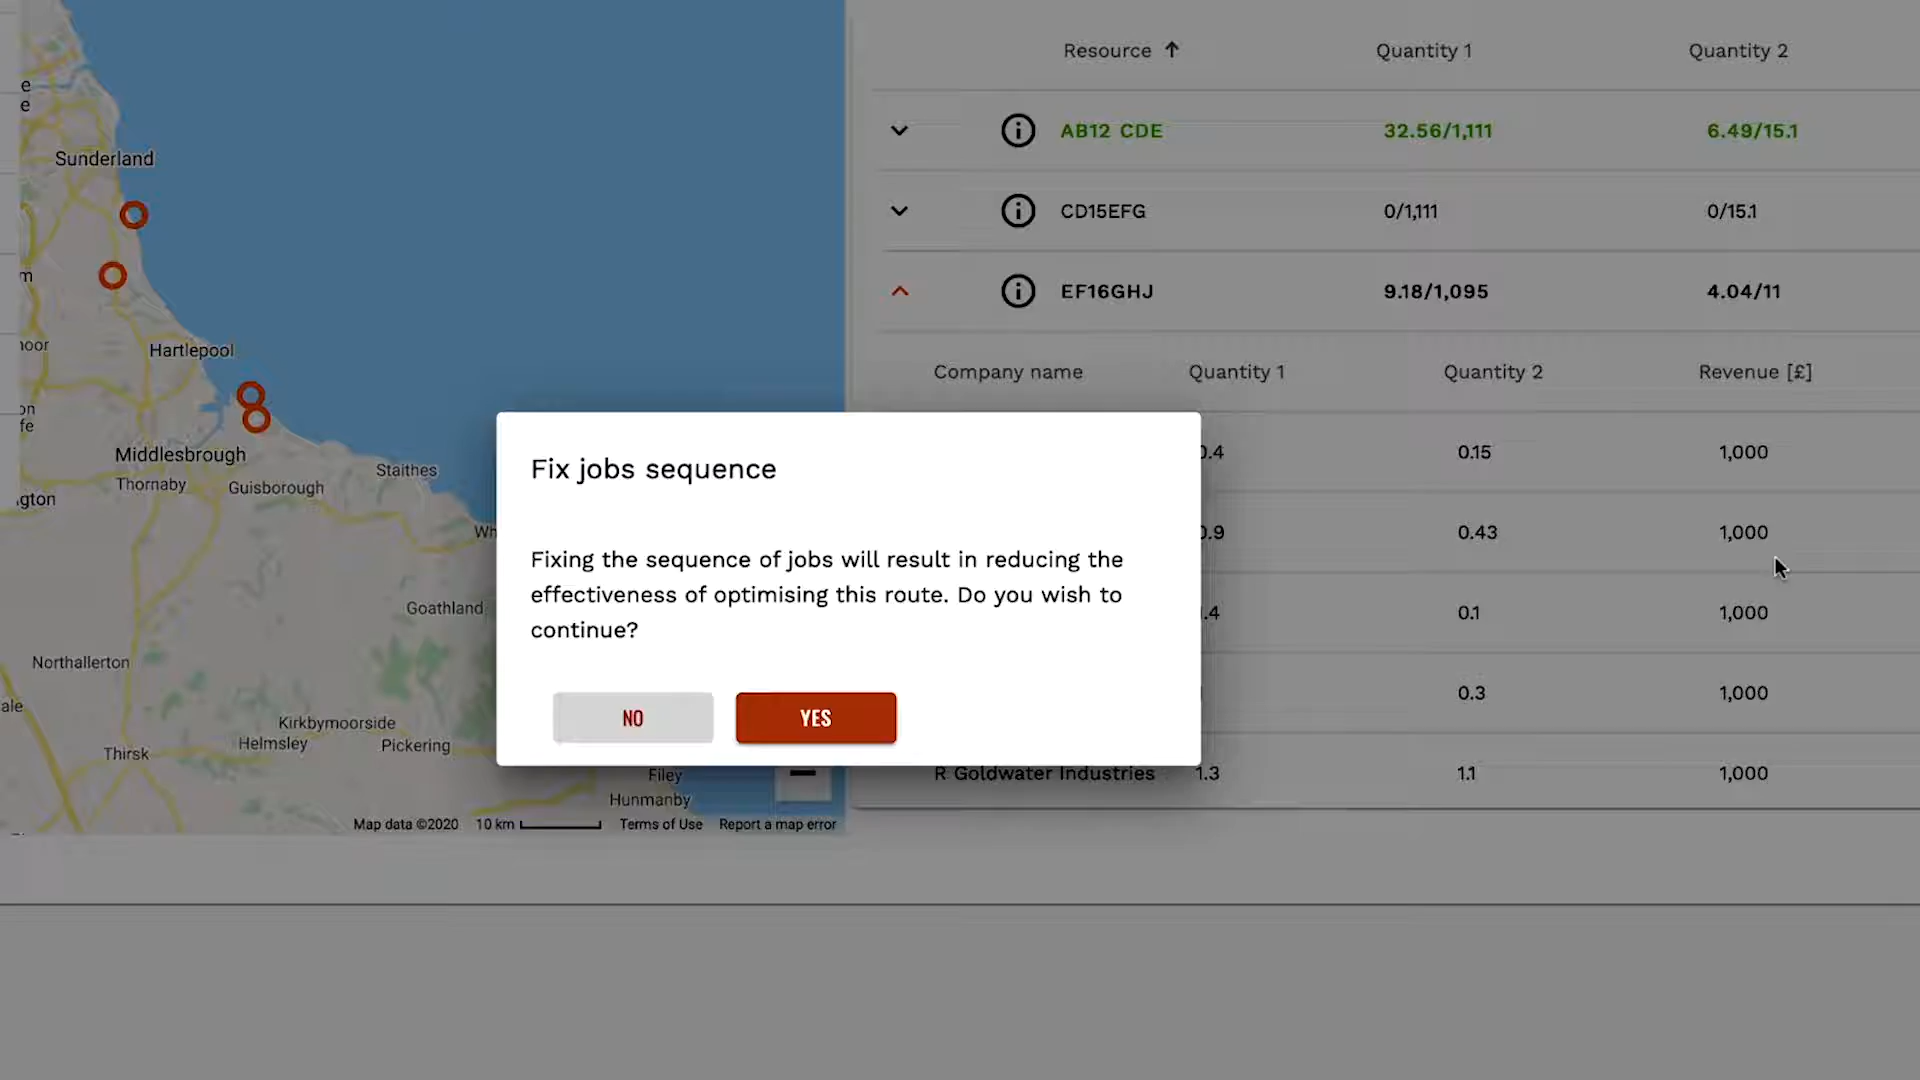 Resource ↑ Quantity 1 Quantity 2
AB12 CDE 32.56/1,111 6.49/15.1
CD15EFG 0/1,111 0/15.1
EF16GHJ 9.18/1,095 4.04/11
Company name Quantity 1 Quantity 2 Revenue [£]
0.15 1,000
0.43 1,000
0.1 1,000
0.3 1,000
R Goldwater Industries 1.3 1.1 1,000
Fix jobs sequence
Fixing the sequence of jobs will result in reducing the
effectiveness of optimising this route. Do you wish to
continue?
NO YES
Sunderland
Hartlepool
Middlesbrough
Thornaby
Guisborough
Staithes
Goathland
Northallerton
Kirkbymoorside
Helmsley
Pickering
Thirsk
Filey
Hunmanby
Map data ©2020 10 km Terms of Use Report a map error